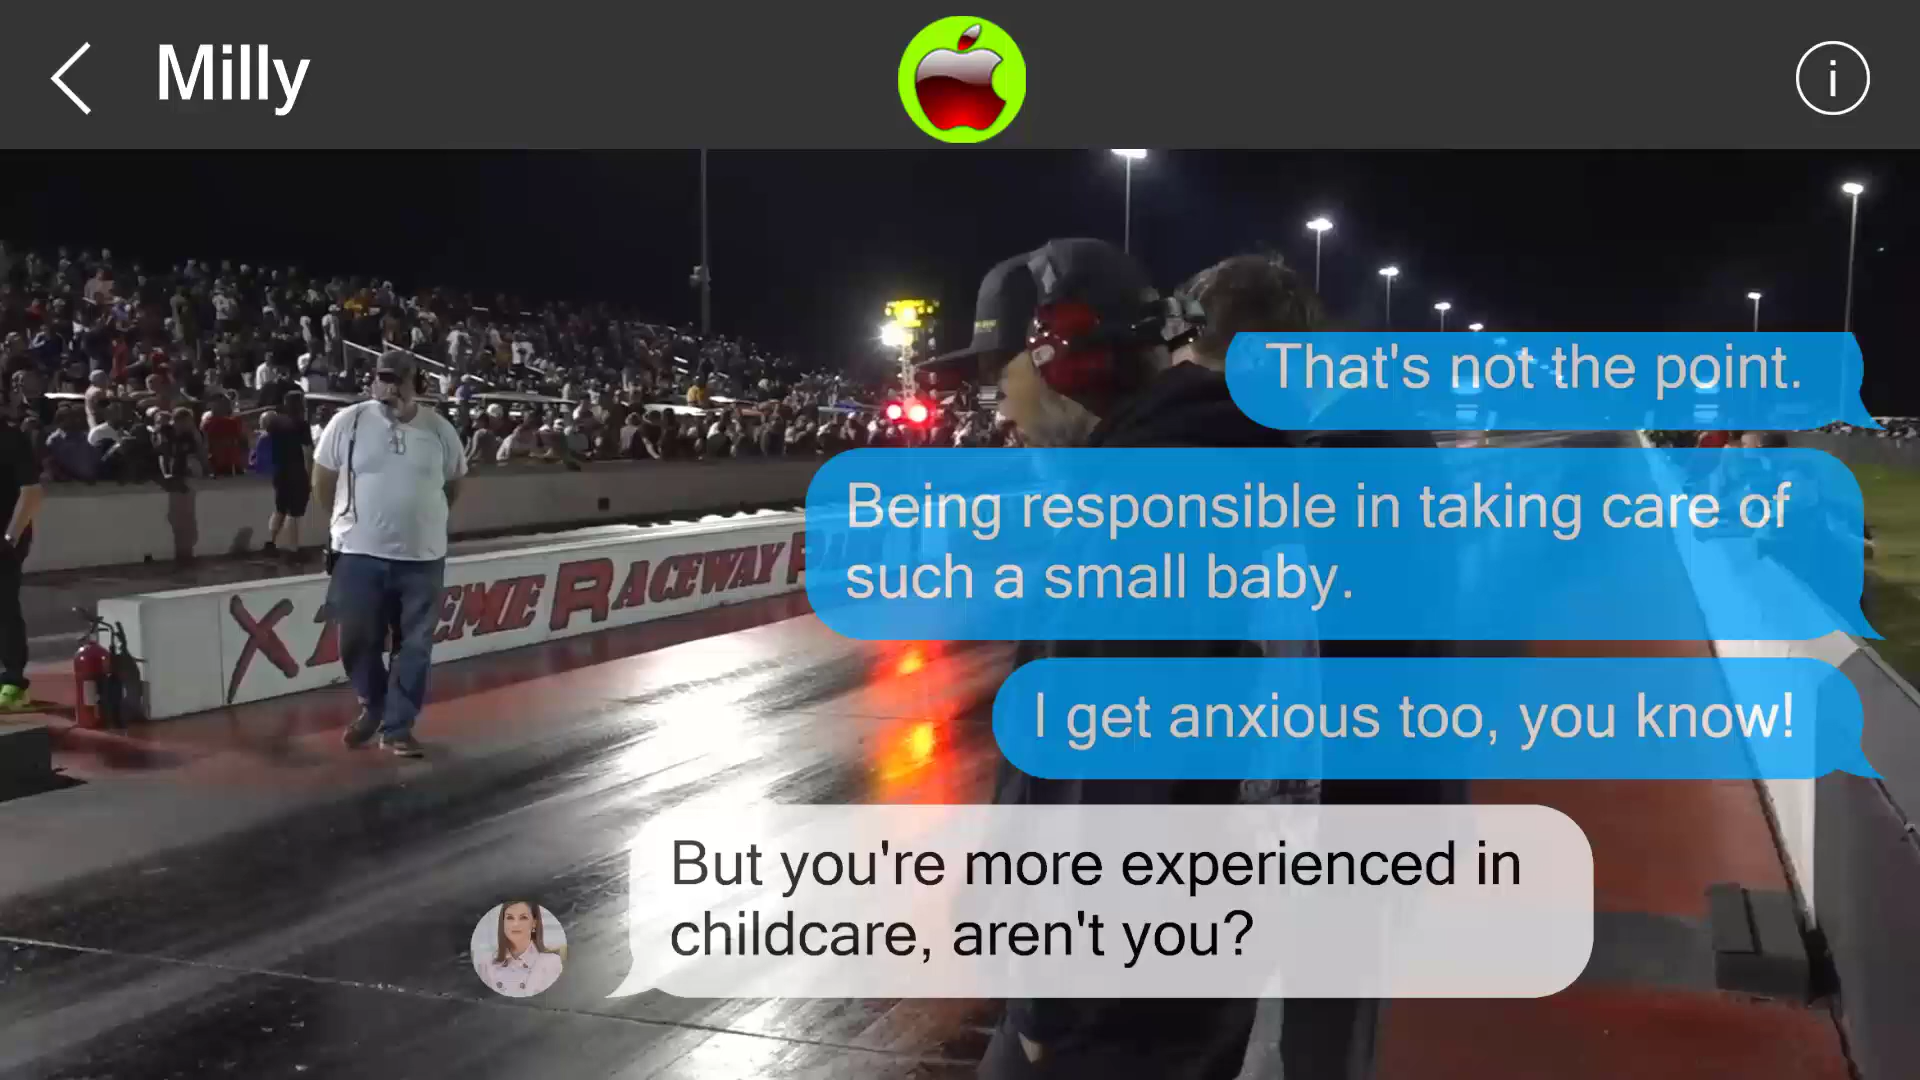 Milly
i
That's not the point.
Being responsible in taking care of
such a small baby.
I get anxious too, you know!
But you're more experienced in
childcare, aren't you?
RACEWAY